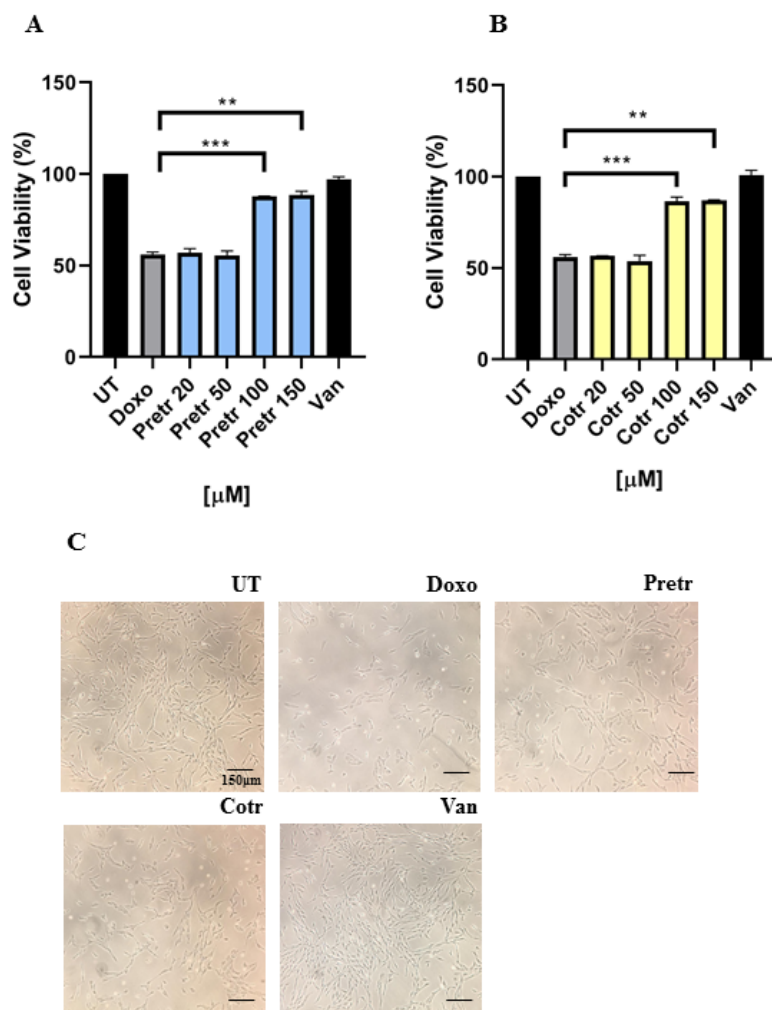 A
Cell Viability (%)
150
100
50
0
**
***
UT
Doxo
Pretr 20
Pretr 50
Pretr 100
Pretr 150
Van
[μM]
B
Cell Viability (%)
150
100
50
0
**
***
UT
Doxo
Cotr 20
Cotr 50
Cotr 100
Cotr 150
Van
[μM]
C
UT
Doxo
Pretr
150μm
Cotr
Van